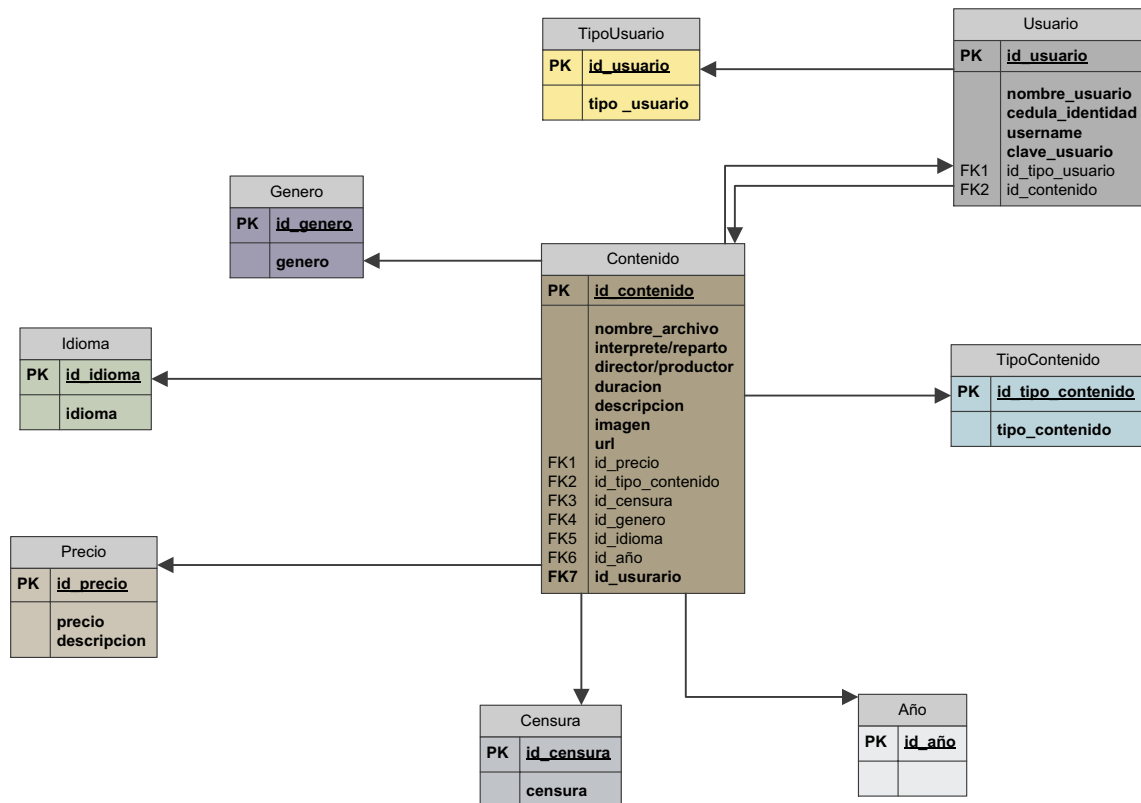 TipoUsuario
PK id_usuario
tipo _usuario
Usuario
PK id_usuario
nombre_usuario
cedula_identidad
username
clave_usuario
FK1 id_tipo_usuario
FK2 id_contenido
Genero
PK id_genero
genero
Contenido
PK id_contenido
nombre_archivo
interprete/reparto
director/productor
duracion
descripcion
imagen
url
FK1 id_precio
FK2 id_tipo_contenido
FK3 id_censura
FK4 id_genero
FK5 id_idioma
FK6 id_año
FK7 id_usurario
Idioma
PK id_idioma
idioma
TipoContenido
PK id_tipo_contenido
tipo_contenido
Precio
PK id_precio
precio
descripcion
Censura
PK id_censura
censura
Año
PK id_año